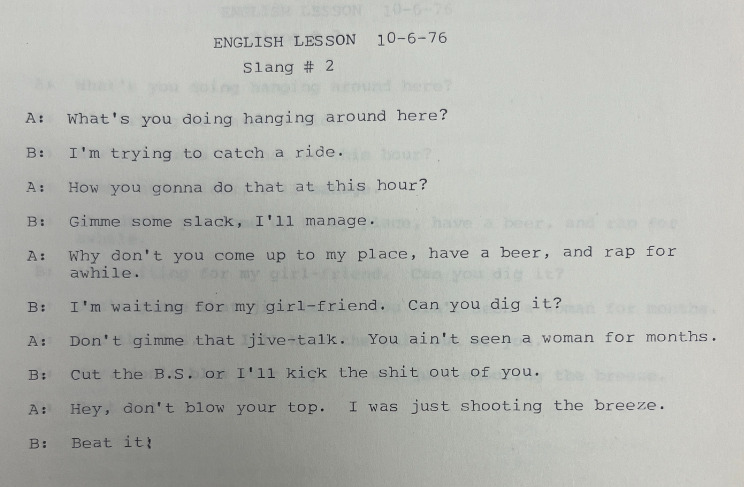 ENGLISH LESSON 10-6-76
Slang # 2
A: What's you doing hanging around here?
B: I'm trying to catch a ride.
A: How you gonna do that at this hour?
B: Gimme some slack, I'll manage.
A: Why don't you come up to my place, have a beer, and rap for
awhile.
B: I'm waiting for my girl-friend. Can you dig it?
A: Don't gimme that jive-talk. You ain't seen a woman for months.
B: Cut the B.S. or I'll kick the shit out of you.
A: Hey, don't blow your top. I was just shooting the breeze.
B: Beat it!